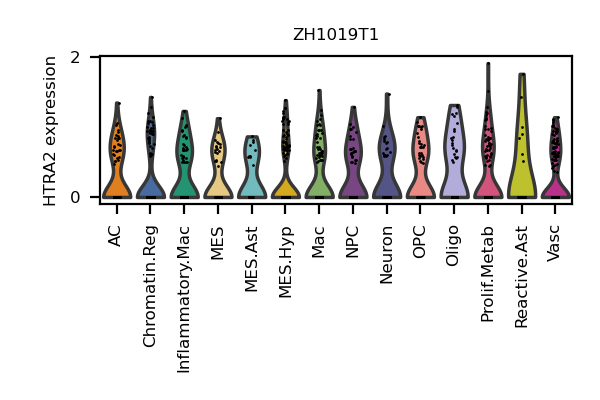 ZH1019T1
HTRA2 expression
2
0
AC
Chromatin.Reg
Inflammatory.Mac
MES
MES.Ast
MES.Hyp
Mac
NPC
Neuron
OPC
Oligo
Prolif.Metab
Reactive.Ast
Vasc